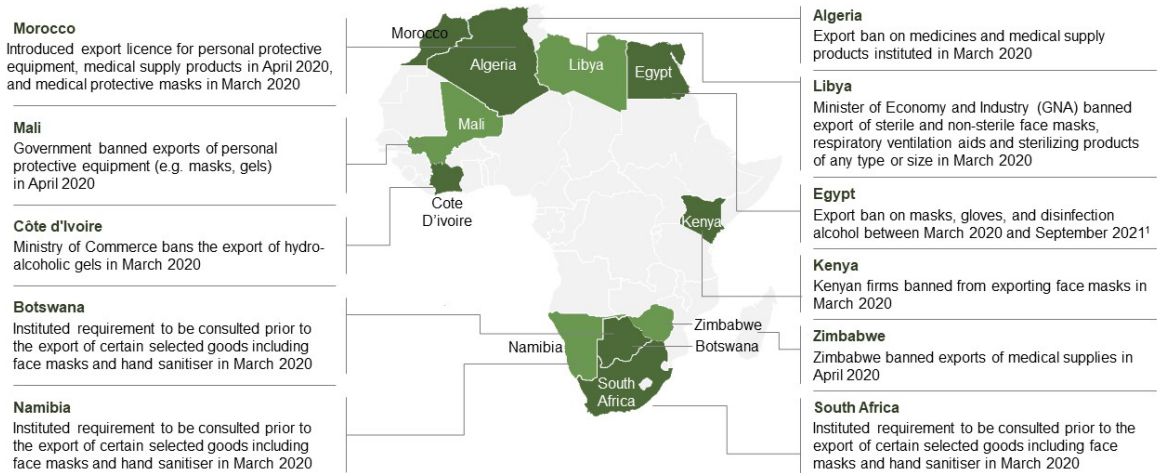 Morocco
Introduced export licence for personal protective
equipment, medical supply products in April 2020,
and medical protective masks in March 2020
Mali
Government banned exports of personal
protective equipment (e.g. masks, gels)
in April 2020
Côte d'Ivoire
Ministry of Commerce bans the export of hydro-
alcoholic gels in March 2020
Botswana
Instituted requirement to be consulted prior to
the export of certain selected goods including
face masks and hand sanitiser in March 2020
Namibia
Instituted requirement to be consulted prior to
the export of certain selected goods including
face masks and hand sanitiser in March 2020
Morocco
Algeria
Libya
Egypt
Mali
Cote
D'ivoire
Kenya
Zimbabwe
Namibia
Botswana
South
Africa
Algeria
Export ban on medicines and medical supply
products instituted in March 2020
Libya
Minister of Economy and Industry (GNA) banned
export of sterile and non-sterile face masks,
respiratory ventilation aids and sterilizing products
of any type or size in March 2020
Egypt
Export ban on masks, gloves, and disinfection
alcohol between March 2020 and September 2021¹
Kenya
Kenyan firms banned from exporting face masks in
March 2020
Zimbabwe
Zimbabwe banned exports of medical supplies in
April 2020
South Africa
Instituted requirement to be consulted prior to the
export of certain selected goods including face
masks and hand sanitiser in March 2020